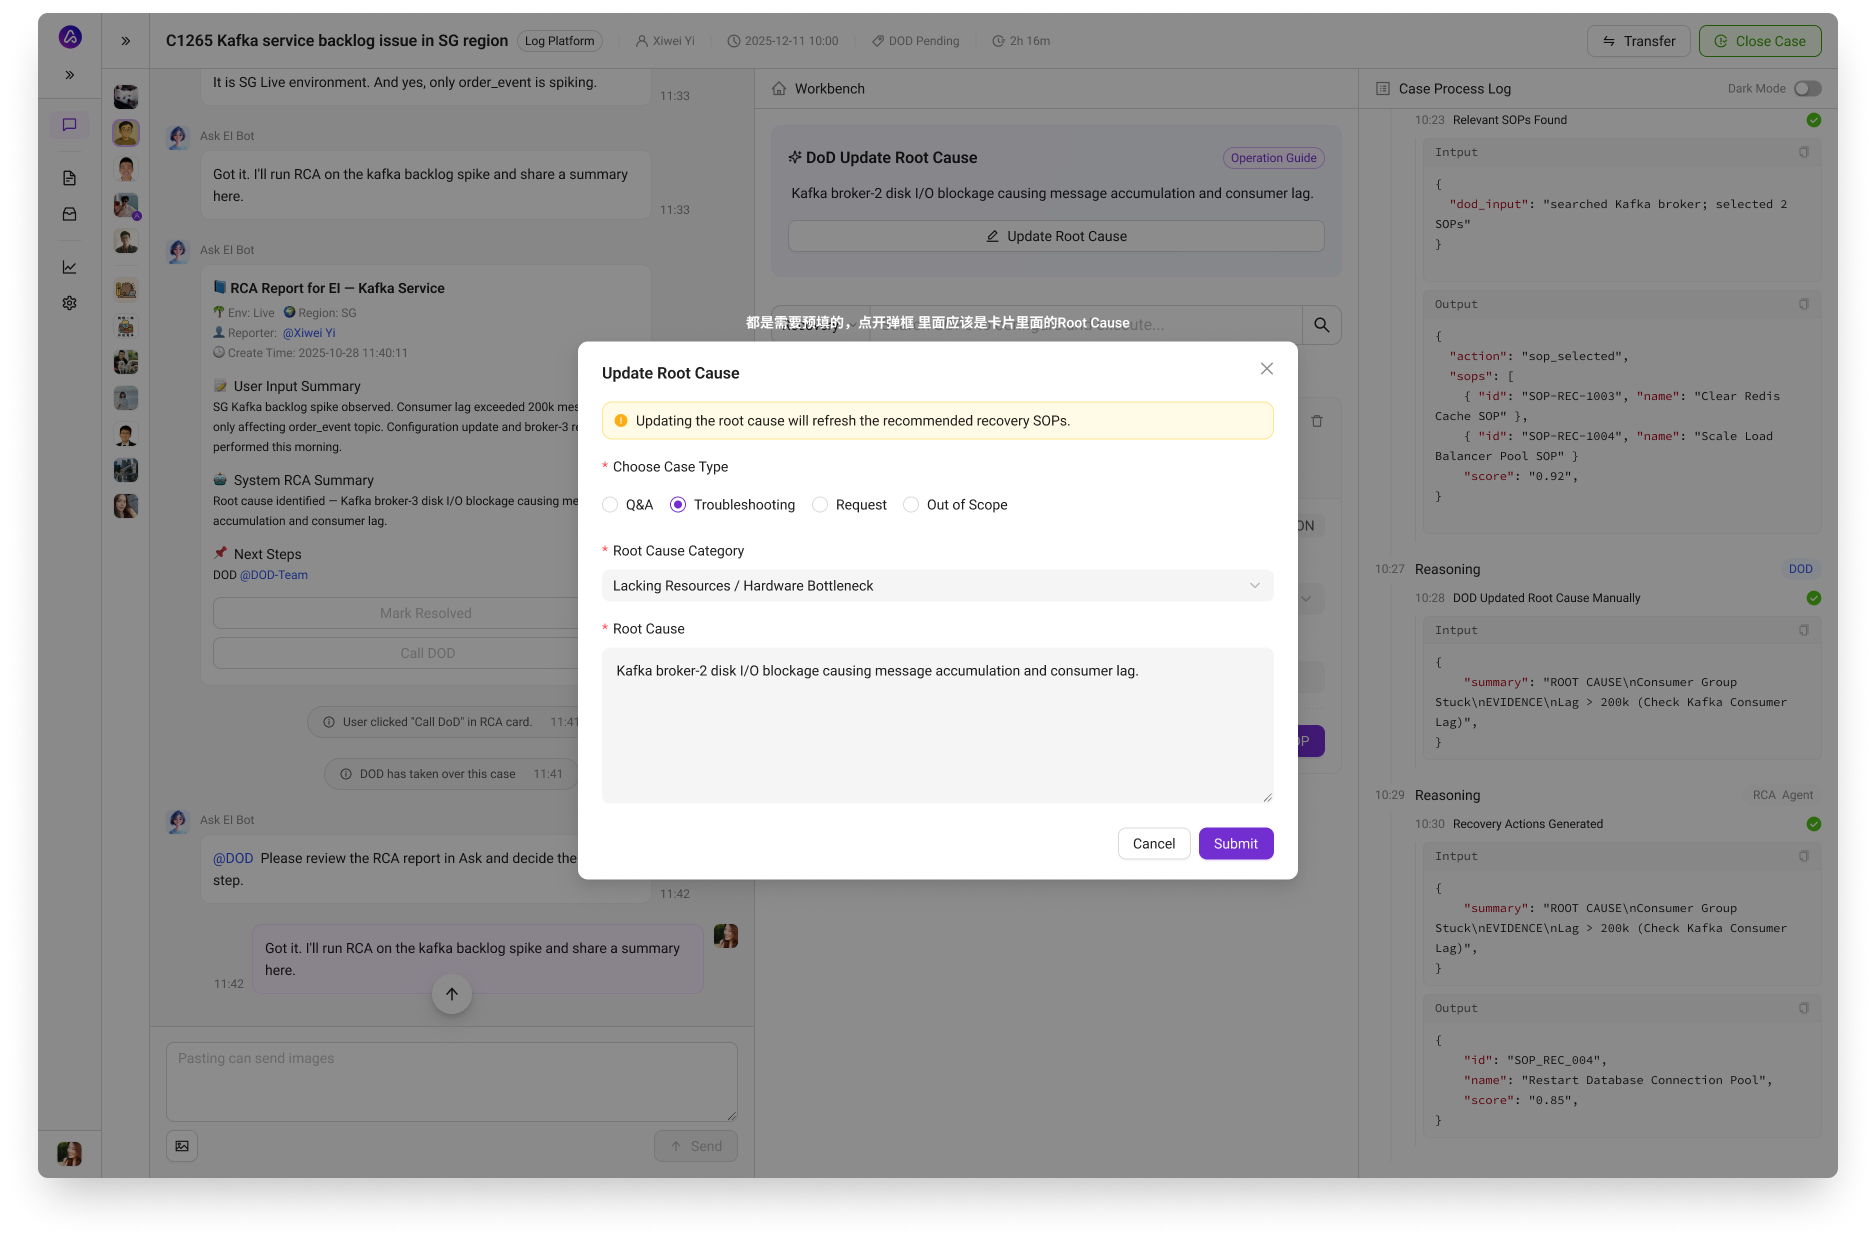 C1265 Kafka service backlog issue in SG region
Log Platform
Xiwei Yi
2025-12-11 10:00
DOD Pending
2h 16m
Transfer
Close Case
It is SG Live environment. And yes, only order_event is spiking.
11:33
Ask EI Bot
Got it. I'll run RCA on the kafka backlog spike and share a summary
here.
11:33
Ask EI Bot
RCA Report for EI — Kafka Service
Env: Live Region: SG
Reporter: @Xiwei Yi
Create Time: 2025-10-28 11:40:11
User Input Summary
SG Kafka backlog spike observed. Consumer lag exceeded 200k
only affecting order_event topic. Configuration update and broker-3
performed this morning.
System RCA Summary
Root cause identified — Kafka broker-3 disk I/O blockage causing
accumulation and consumer lag.
Next Steps
DOD @DOD-Team
Mark Resolved
Call DOD
User clicked "Call DoD" in RCA card.
11:41
DOD has taken over this case
11:41
Ask EI Bot
@DOD Please review the RCA report in Ask and decide the
step.
11:42
Got it. I'll run RCA on the kafka backlog spike and share a summary
here.
11:42
Pasting can send images
Send
Workbench
DoD Update Root Cause
Operation Guide
Kafka broker-2 disk I/O blockage causing message accumulation and consumer lag.
Update Root Cause
都是需要预填的，点开弹框 里面应该是卡片里面的Root Cause
Update Root Cause
Updating the root cause will refresh the recommended recovery SOPs.
* Choose Case Type
Q&A
Troubleshooting
Request
Out of Scope
* Root Cause Category
Lacking Resources / Hardware Bottleneck
* Root Cause
Kafka broker-2 disk I/O blockage causing message accumulation and consumer lag.
Cancel
Submit
Case Process Log
Dark Mode
10:23 Relevant SOPs Found
Intput
{
"dod_input": "searched Kafka broker; selected 2
SOPs"
}
Output
{
"action": "sop_selected",
"sops": [
{ "id": "SOP-REC-1003", "name": "Clear Redis
Cache SOP" },
{ "id": "SOP-REC-1004", "name": "Scale Load
Balancer Pool SOP" }
"score": "0.92",
}
10:27 Reasoning
DOD
10:28 DOD Updated Root Cause Manually
Intput
{
"summary": "ROOT CAUSE\nConsumer Group
Stuck\nEVIDENCE\nLag > 200k (Check Kafka Consumer
Lag)",
}
10:29 Reasoning
RCA Agent
10:30 Recovery Actions Generated
Intput
{
"summary": "ROOT CAUSE\nConsumer Group
Stuck\nEVIDENCE\nLag > 200k (Check Kafka Consumer
Lag)",
}
Output
{
"id": "SOP_REC_004",
"name": "Restart Database Connection Pool",
"score": "0.85",
}